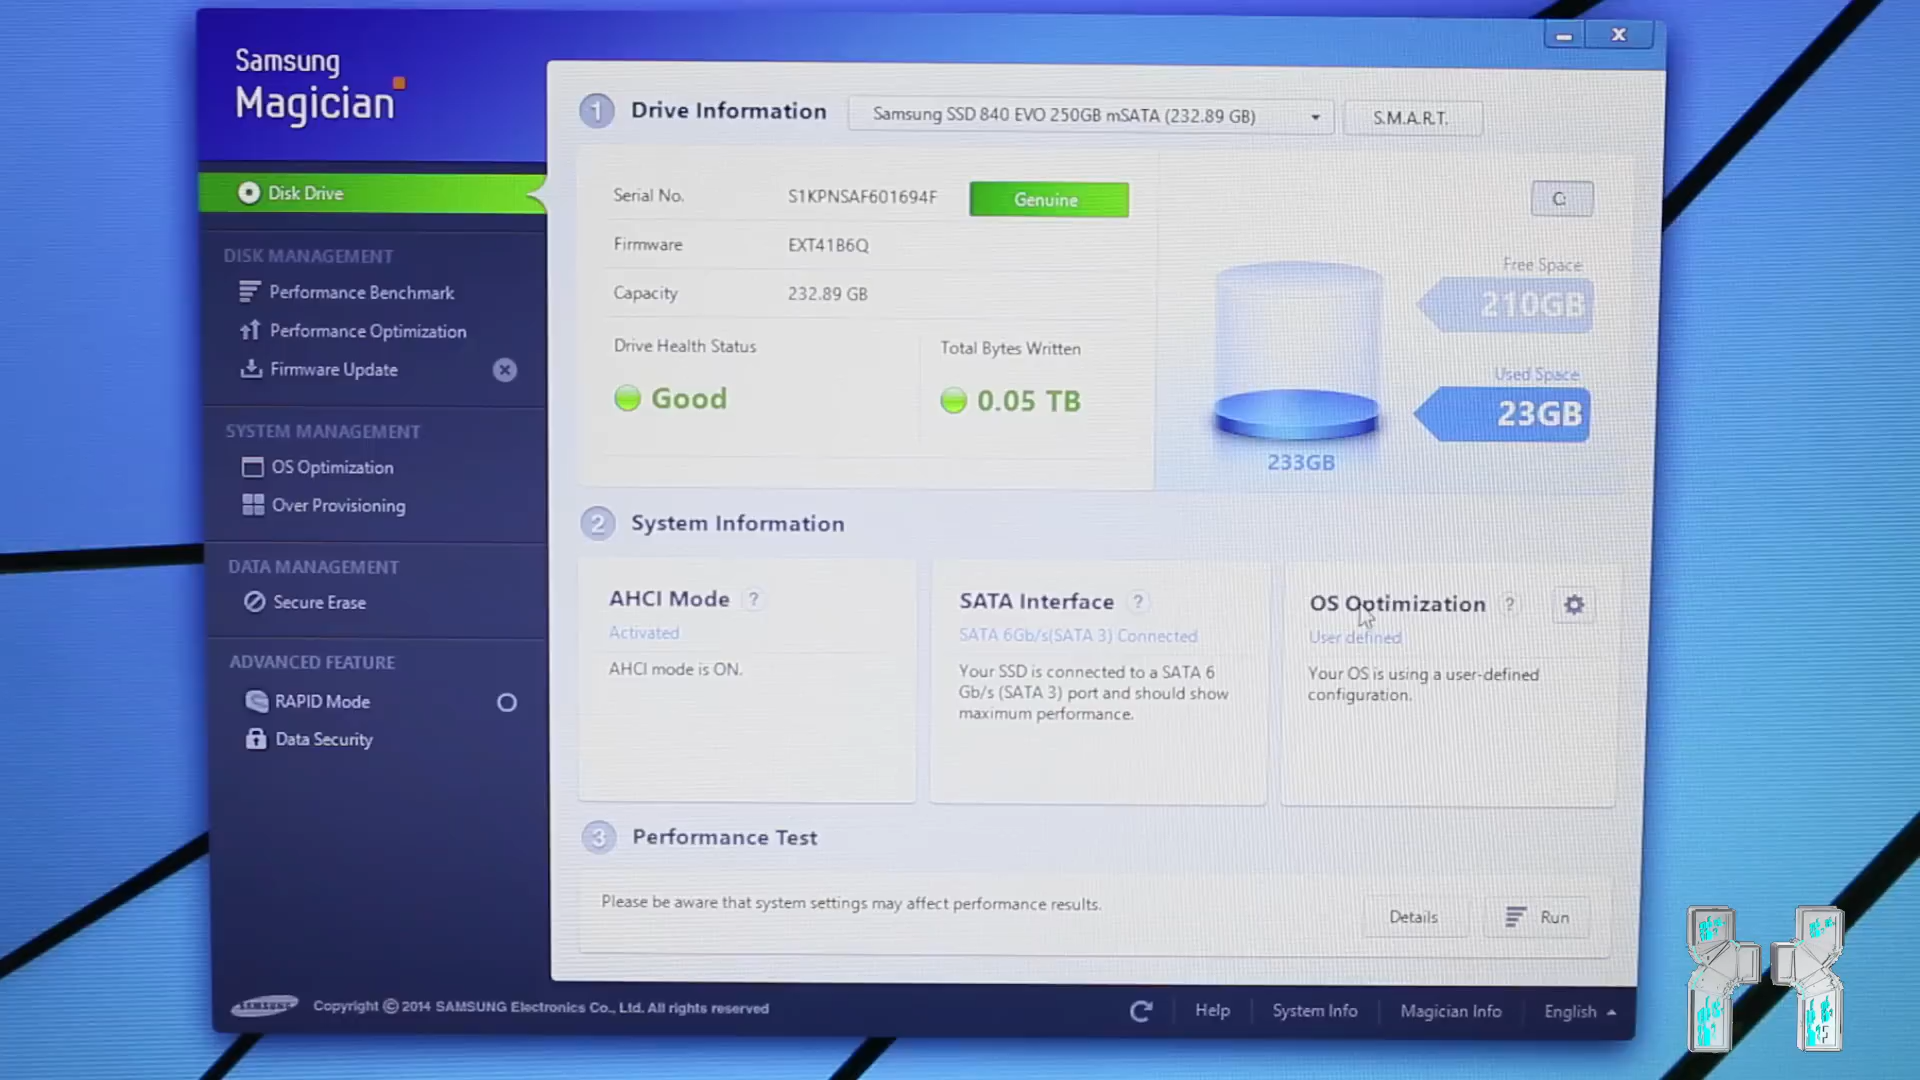 Samsung
Magician
Disk Drive
DISK MANAGEMENT
Performance Benchmark
Performance Optimization
Firmware Update
SYSTEM MANAGEMENT
OS Optimization
Over Provisioning
DATA MANAGEMENT
Secure Erase
ADVANCED FEATURE
RAPID Mode
Data Security
1 Drive Information
Samsung SSD 840 EVO 250GB mSATA (232.89 GB)
S.M.A.R.T.
Serial No. S1KPNSAF601694F Genuine
Firmware EXT41B6Q
Capacity 232.89 GB
Drive Health Status
Good
Total Bytes Written
0.05 TB
C:
Free Space
210GB
Used Space
23GB
233GB
2 System Information
AHCI Mode ?
Activated
AHCI mode is ON.
SATA Interface ?
SATA 6Gb/s(SATA 3) Connected
Your SSD is connected to a SATA 6
Gb/s (SATA 3) port and should show
maximum performance.
OS Optimization ?
User defined
Your OS is using a user-defined
configuration.
3 Performance Test
Please be aware that system settings may affect performance results.
Details
Run
SAMSUNG
Copyright © 2014 SAMSUNG Electronics Co., Ltd. All rights reserved
Help
System Info
Magician Info
English